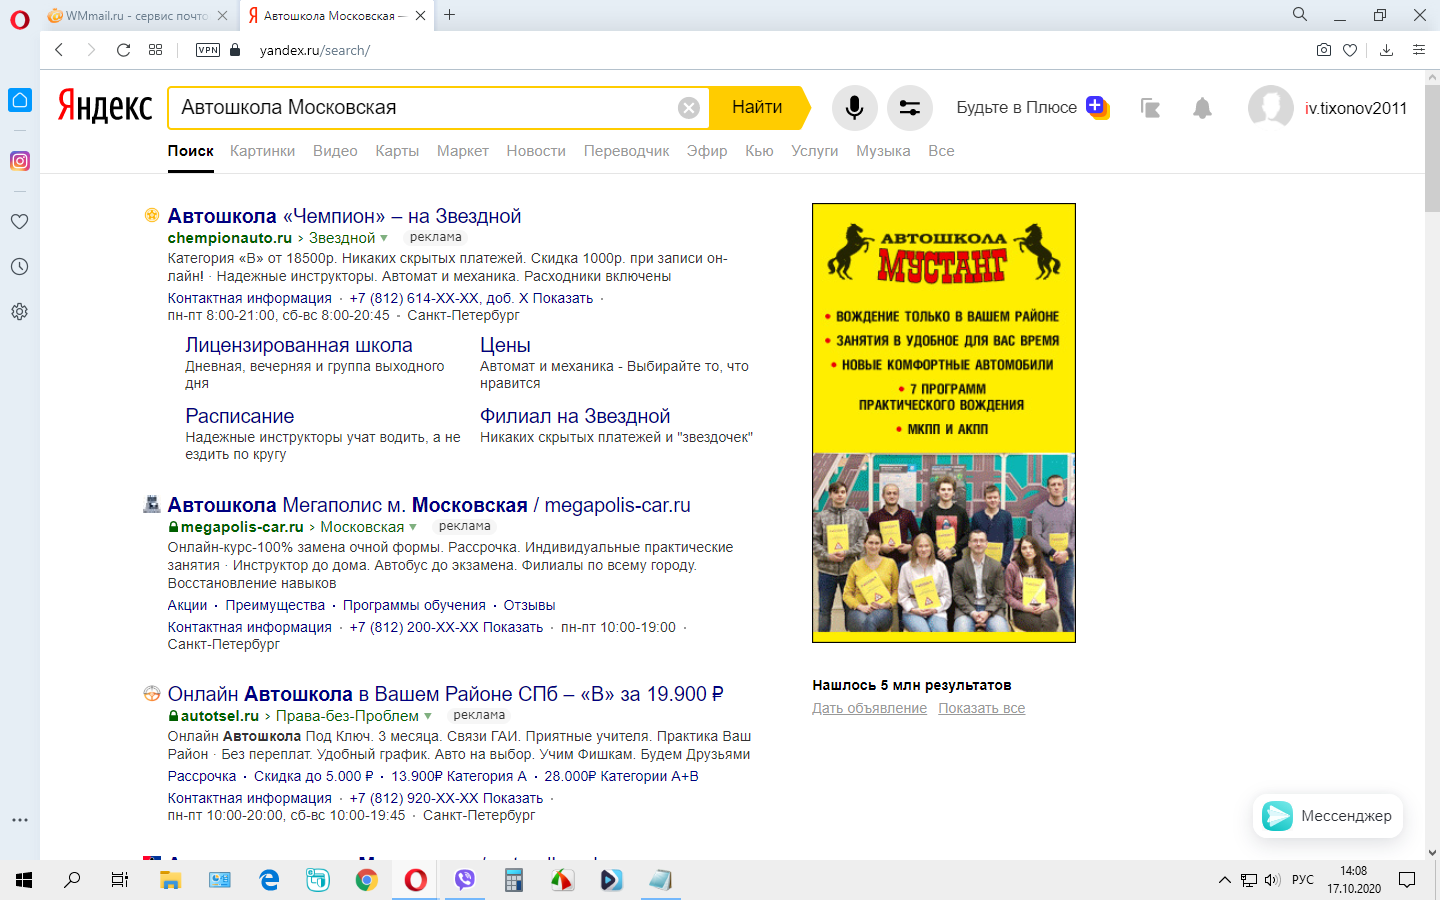 WMmail.ru - сервис почто
Автошкола Московская —
VPN
yandex.ru/search/
Яндекс
Автошкола Московская
Найти
Будьте в Плюсе
iv.tixonov2011
Поиск Картинки Видео Карты Маркет Новости Переводчик Эфир Кью Услуги Музыка Все
Автошкола «Чемпион» – на Звездной
chempionauto.ru › Звездной реклама
Категория «В» от 18500р. Никаких скрытых платежей. Скидка 1000р. при записи он-
лайн! · Надежные инструкторы. Автомат и механика. Расходники включены
Контактная информация · +7 (812) 614-XX-XX, доб. X Показать ·
пн-пт 8:00-21:00, сб-вс 8:00-20:45 · Санкт-Петербург
Лицензированная школа
Дневная, вечерняя и группа выходного
дня
Цены
Автомат и механика - Выбирайте то, что
нравится
Расписание
Надежные инструкторы учат водить, а не
ездить по кругу
Филиал на Звездной
Никаких скрытых платежей и "звездочек"
Автошкола Мегаполис м. Московская / megapolis-car.ru
megapolis-car.ru › Московская реклама
Онлайн-курс-100% замена очной формы. Рассрочка. Индивидуальные практические
занятия · Инструктор до дома. Автобус до экзамена. Филиалы по всему городу.
Восстановление навыков
Акции · Преимущества · Программы обучения · Отзывы
Контактная информация · +7 (812) 200-XX-XX Показать · пн-пт 10:00-19:00 ·
Санкт-Петербург
Онлайн Автошкола в Вашем Районе СПб – «В» за 19.900 ₽
autotsel.ru › Права-без-Проблем реклама
Онлайн Автошкола Под Ключ. 3 месяца. Связи ГАИ. Приятные учителя. Практика Ваш
Район · Без переплат. Удобный график. Авто на выбор. Учим Фишкам. Будем Друзьями
Рассрочка · Скидка до 5.000 ₽ · 13.900₽ Категория А · 28.000₽ Категории А+В
Контактная информация · +7 (812) 920-XX-XX Показать ·
пн-пт 10:00-20:00, сб-вс 10:00-19:45 · Санкт-Петербург
АВТОШКОЛА
МУСТАНГ
• ВОЖДЕНИЕ ТОЛЬКО В ВАШЕМ РАЙОНЕ
• ЗАНЯТИЯ В УДОБНОЕ ДЛЯ ВАС ВРЕМЯ
• НОВЫЕ КОМФОРТНЫЕ АВТОМОБИЛИ
• 7 ПРОГРАММ
ПРАКТИЧЕСКОГО ВОЖДЕНИЯ
• МКПП И АКПП
Нашлось 5 млн результатов
Дать объявление Показать все
Мессенджер
РУС
14:08
17.10.2020